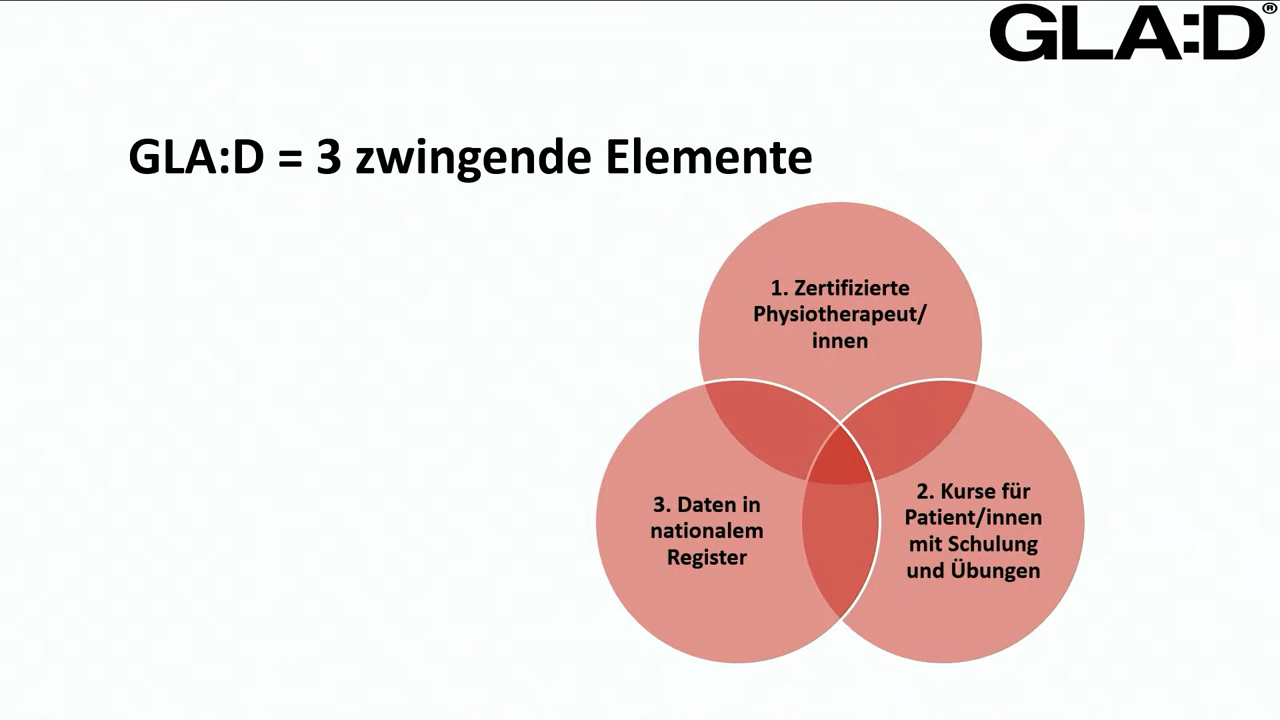 GLA:D®
GLA:D = 3 zwingende Elemente
1. Zertifizierte
Physiotherapeut/
innen
3. Daten in
nationalem
Register
2. Kurse für
Patient/innen
mit Schulung
und Übungen